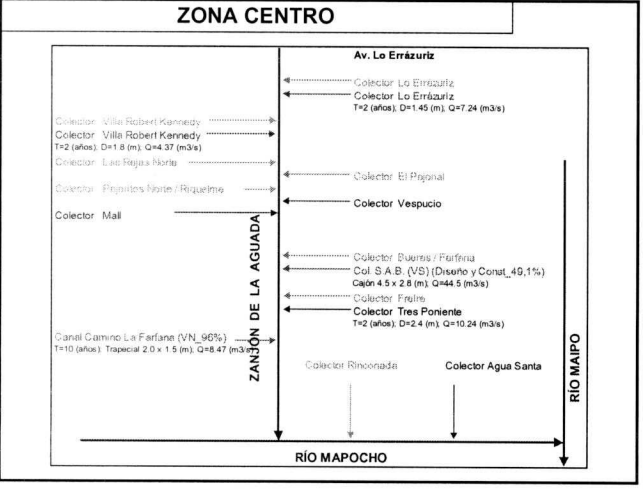 ZONA CENTRO
Av. Lo Errázuriz
Colector Lo Errázuriz
Colector Lo Errázuriz
T=2 (años); D=1.45 (m); Q=7.24 (m3/s)
Colector Villa Robert Kennedy
Colector Villa Robert Kennedy
T=2 (años); D=1.8 (m); Q=4.37 (m3/s)
Colector Las Rejas Norte
Colector El Pajonal
Colector Pajaritos Norte / Riquelme
Colector Vespucio
Colector Mall
ZANJÓN DE LA AGUADA
Colector Bueras / Farfana
Col. S.A.B. (VS) (Diseño y Const_49,1%)
Cajón 4.5 x 2.8 (m); Q=44.5 (m3/s)
Colector Freire
Colector Tres Poniente
T=2 (años); D=2.4 (m); Q=10.24 (m3/s)
Canal Camino La Farfana (VN_96%)
T=10 (años); Trapecial 2.0 x 1.5 (m); Q=8.47 (m3/s)
Colector Rinconada
Colector Agua Santa
RÍO MAIPO
RÍO MAPOCHO